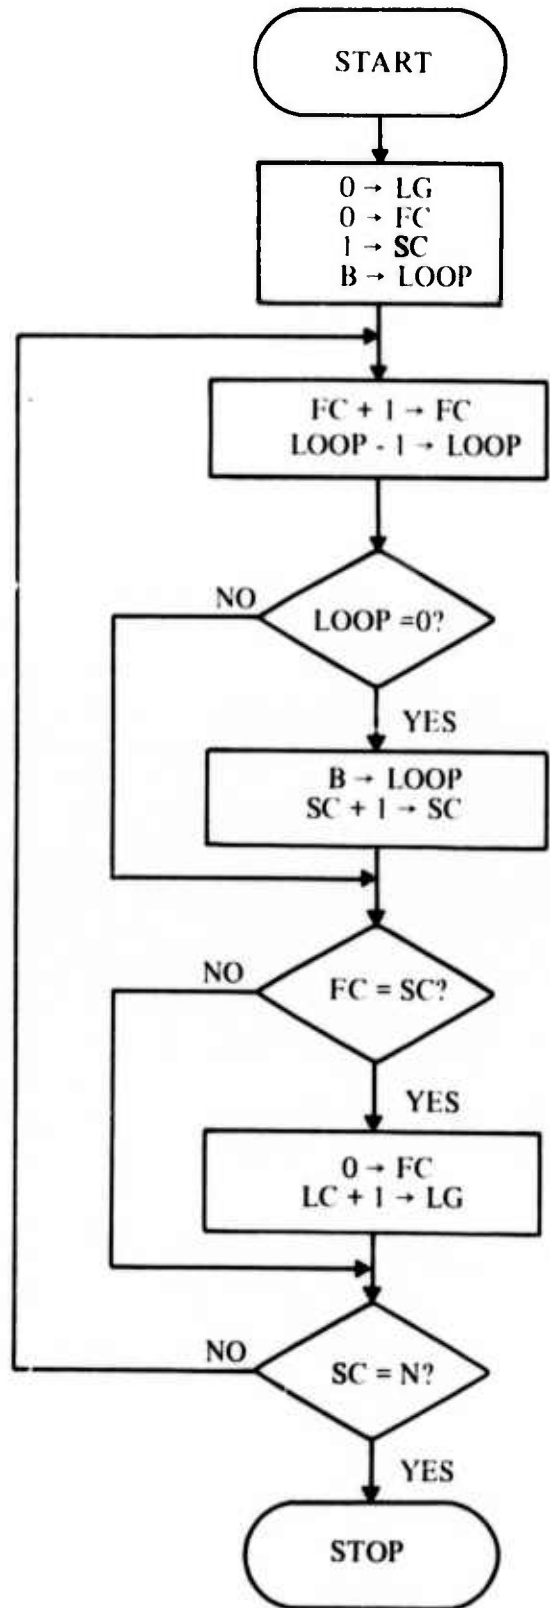 START
0 → LG
0 → FC
1 → SC
B → LOOP
FC + 1 → FC
LOOP - 1 → LOOP
NO
LOOP =0?
YES
B → LOOP
SC + 1 → SC
NO
FC = SC?
YES
0 → FC
LC + 1 → LG
NO
SC = N?
YES
STOP